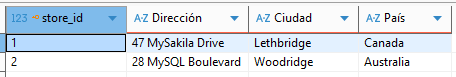 123 store_id A-Z Dirección A-Z Ciudad A-Z País
1 47 MySakila Drive Lethbridge Canada
2 28 MySQL Boulevard Woodridge Australia